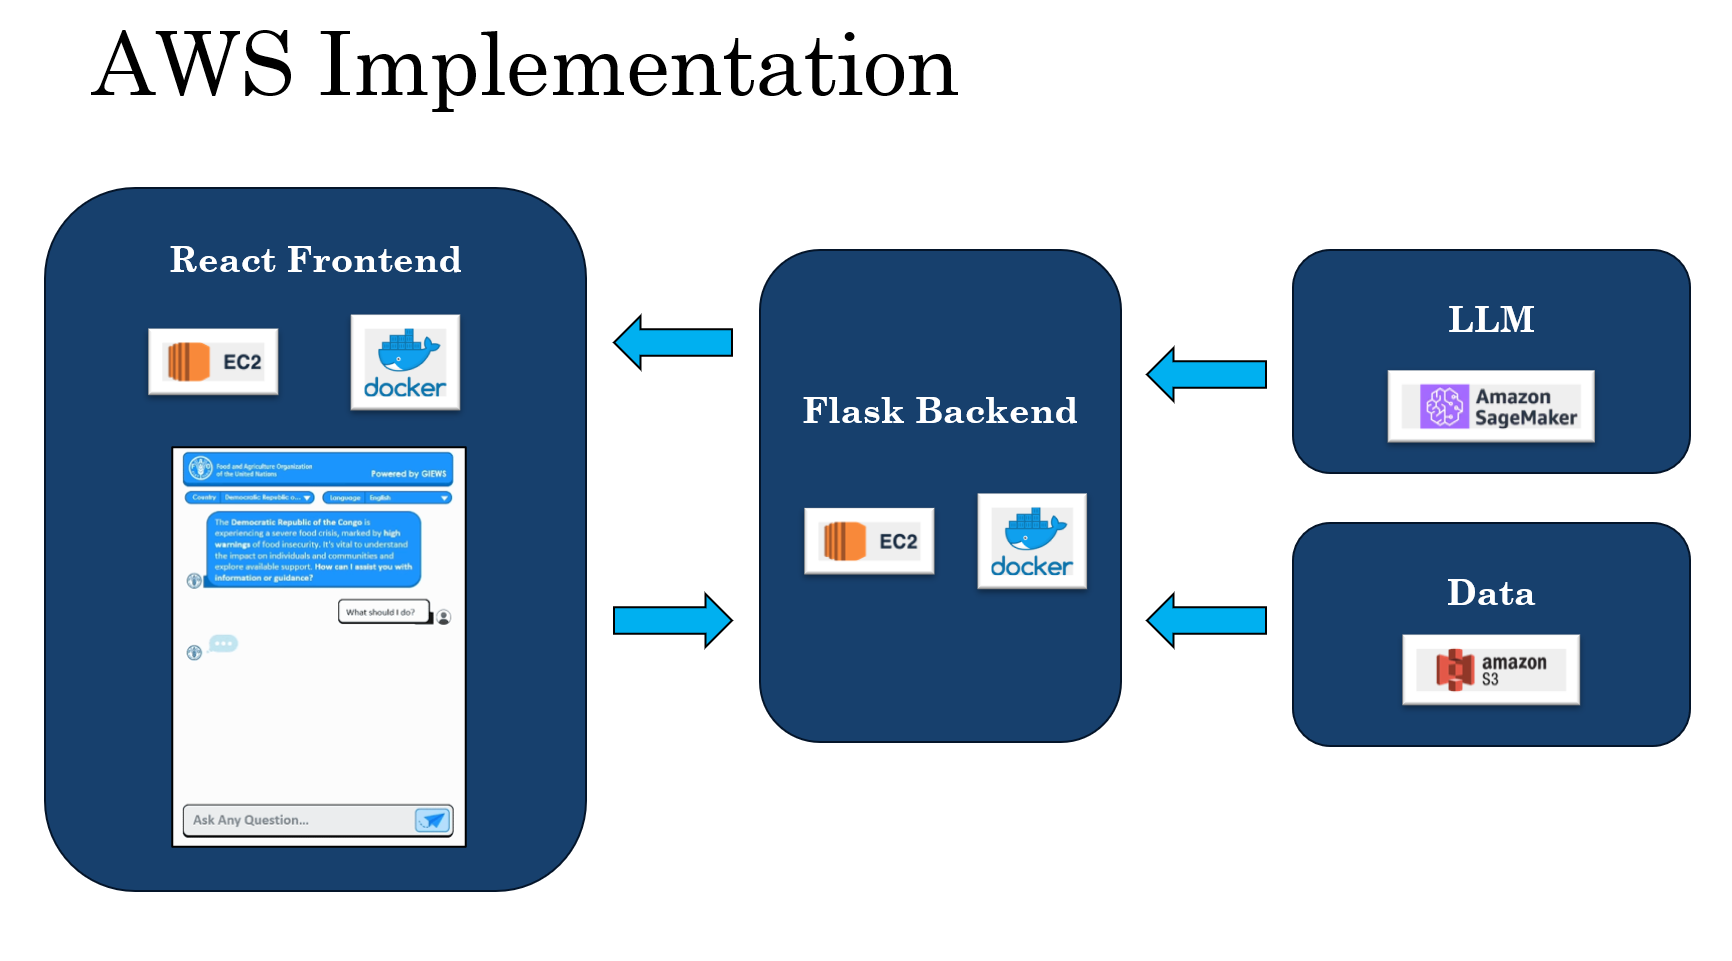 AWS Implementation
React Frontend
EC2
docker
Food and Agriculture Organization
of the United Nations
Powered by GIEWS
Country
Democratic Republic o...
Language
English
The Democratic Republic of the Congo is
experiencing a severe food crisis, marked by high
warnings of food insecurity. It's vital to understand
the impact on individuals and communities and
explore available support. How can I assist you with
information or guidance?
What should I do?
Ask Any Question...
Flask Backend
EC2
docker
LLM
Amazon
SageMaker
Data
amazon
S3